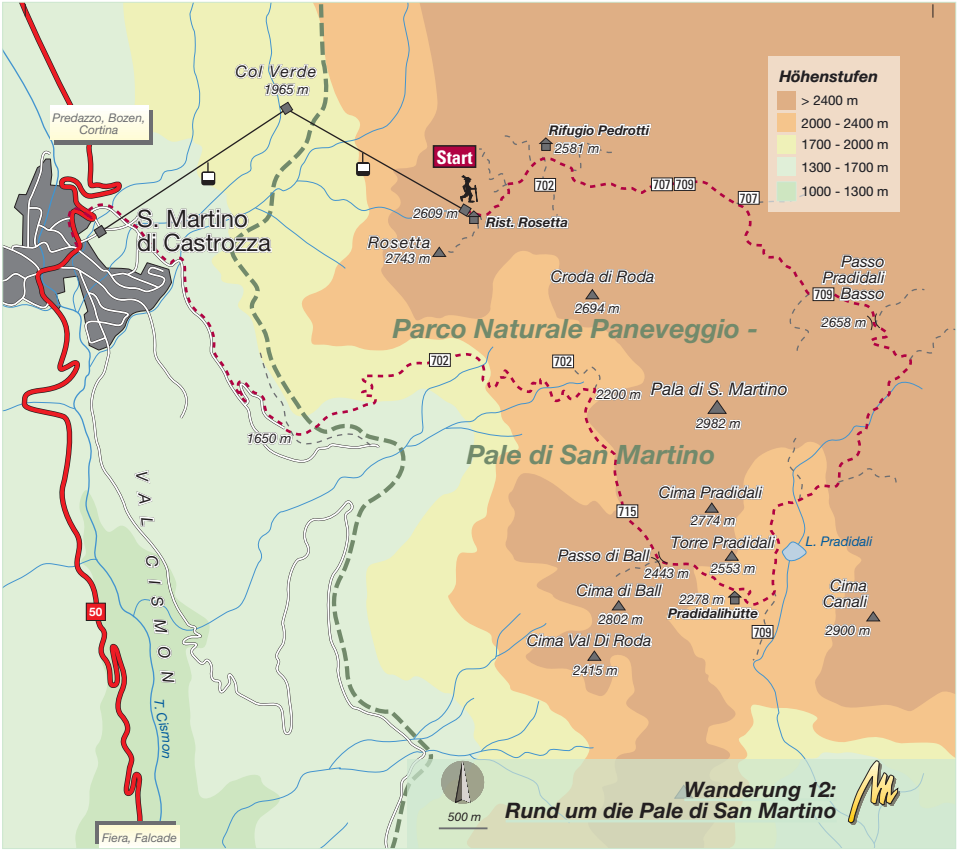 Höhenstufen
> 2400 m
2000 - 2400 m
1700 - 2000 m
1300 - 1700 m
1000 - 1300 m
Col Verde
1965 m
Predazzo, Bozen,
Cortina
Rifugio Pedrotti
2581 m
Start
702
707
709
707
2609 m
Rist. Rosetta
S. Martino
di Castrozza
Rosetta
2743 m
Passo
Pradidali
Basso
709
2658 m
Croda di Roda
2694 m
Parco Naturale Paneveggio -
702
702
2200 m
Pala di S. Martino
2982 m
1650 m
Pale di San Martino
VAL CISMON
Cima Pradidali
2774 m
715
Torre Pradidali
2553 m
L. Pradidali
Passo di Ball
2443 m
Cima di Ball
2802 m
2278 m
Pradidalihütte
Cima
Canali
2900 m
50
709
Cima Val Di Roda
2415 m
T. Cismon
500 m
Wanderung 12:
Rund um die Pale di San Martino
Fiera, Falcade